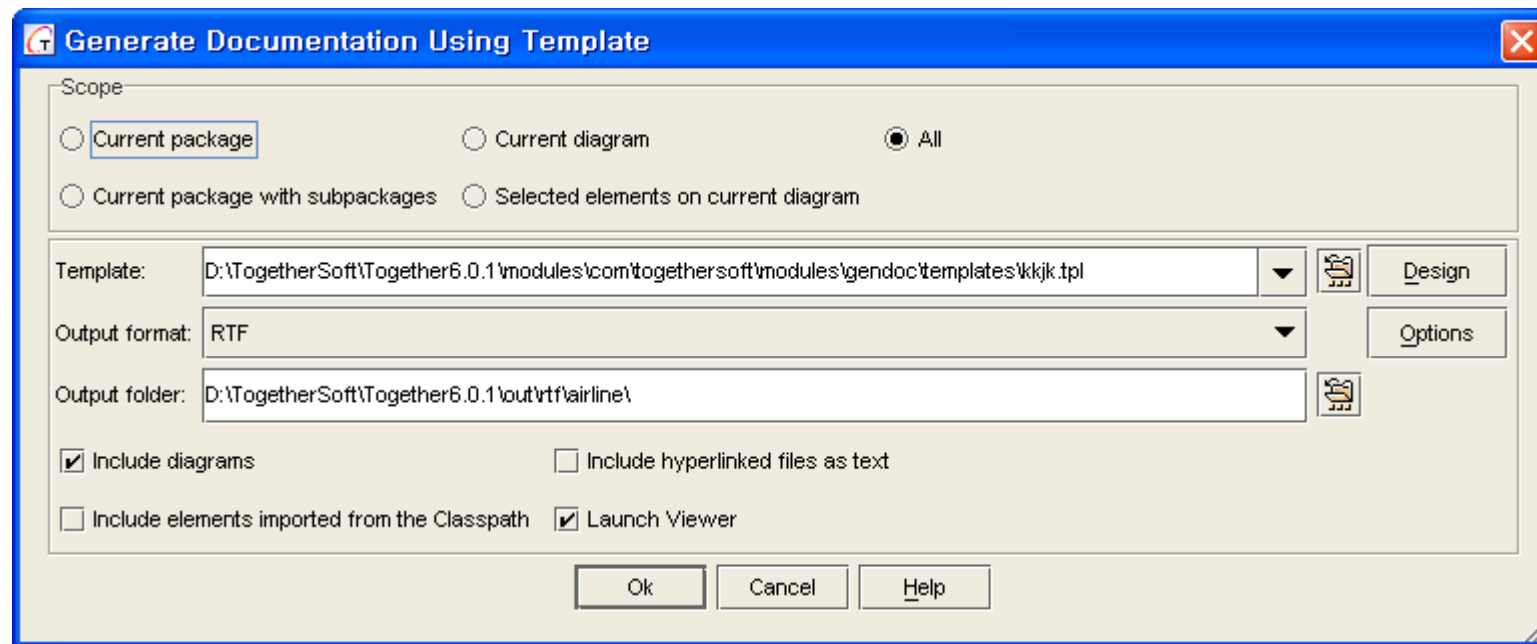 Generate Documentation Using Template
Scope
Current package Current diagram All
Current package with subpackages Selected elements on current diagram
Template: D:\TogetherSoft\Together6.0.1\modules\com\togethersoft\modules\gendoc\templates\kkjk.tpl Design
Output format: RTF Options
Output folder: D:\TogetherSoft\Together6.0.1\out\rtf\airline\
Include diagrams Include hyperlinked files as text
Include elements imported from the Classpath Launch Viewer
Ok Cancel Help